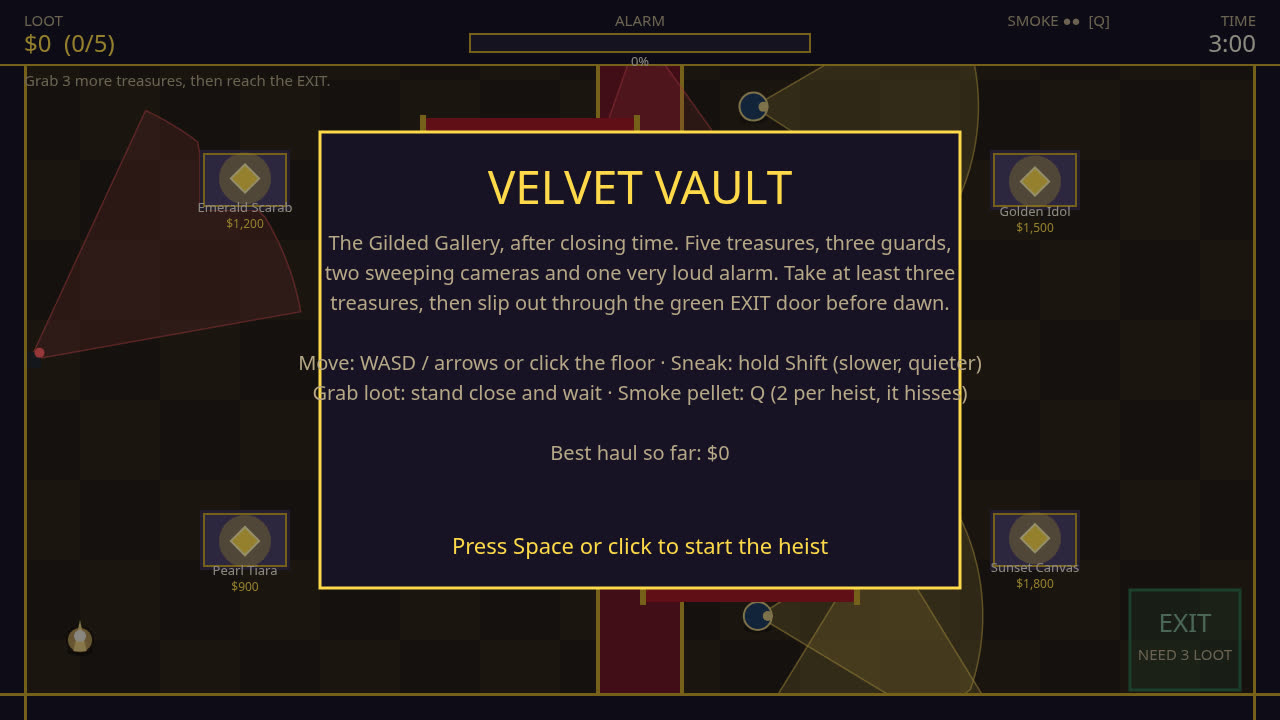 LOOT
$0 (0/5)
ALARM
0%
SMOKE ●● [Q]
TIME
3:00
Grab 3 more treasures, then reach the EXIT.
Emerald Scarab
$1,200
Golden Idol
$1,500
VELVET VAULT
The Gilded Gallery, after closing time. Five treasures, three guards,
two sweeping cameras and one very loud alarm. Take at least three
treasures, then slip out through the green EXIT door before dawn.
Move: WASD / arrows or click the floor · Sneak: hold Shift (slower, quieter)
Grab loot: stand close and wait · Smoke pellet: Q (2 per heist, it hisses)
Best haul so far: $0
Press Space or click to start the heist
Pearl Tiara
$900
Sunset Canvas
$1,800
EXIT
NEED 3 LOOT